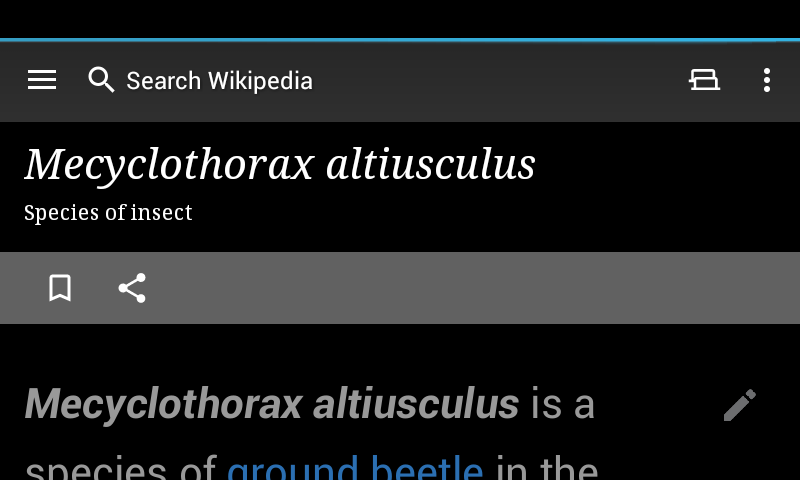 Search Wikipedia
Mecyclothorax altiusculus
Species of insect
Mecyclothorax altiusculus is a
species of ground beetle in the